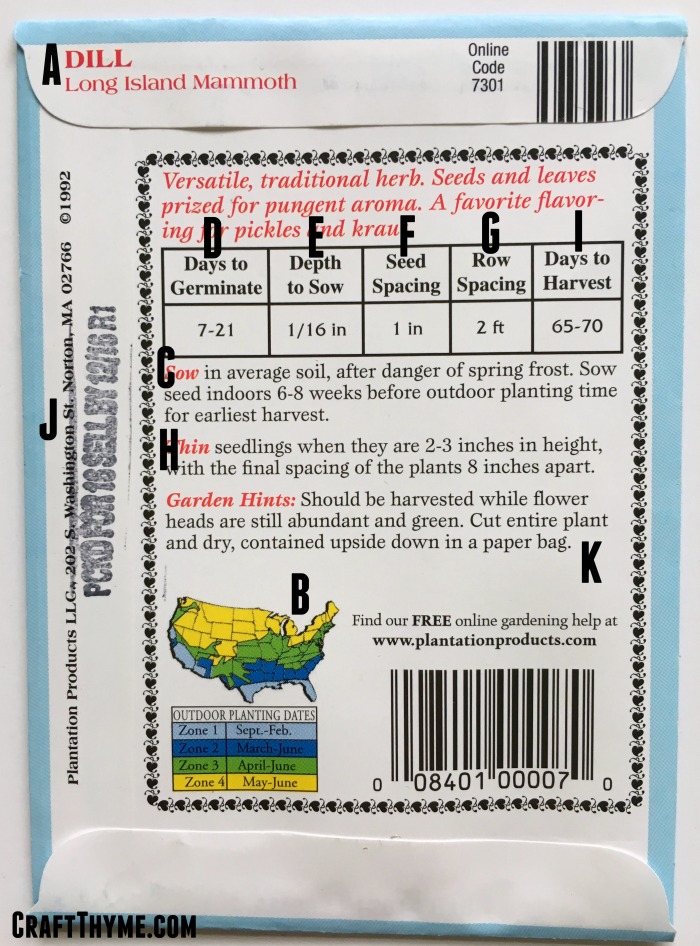 A DILL
Long Island Mammoth
Online
Code
7301
Plantation Products LLC., 202 S. Washington St. Norton, MA 02766 ©1992
PCKD FOR 16 SELL BY 12/16 R1
J
Versatile, traditional herb. Seeds and leaves
prized for pungent aroma. A favorite flavor-
ing for pickles and kraut
D E F G I
Days to Germinate Depth to Sow Seed Spacing Row Spacing Days to Harvest
7-21 1/16 in 1 in 2 ft 65-70
C
Sow in average soil, after danger of spring frost. Sow
seed indoors 6-8 weeks before outdoor planting time
for earliest harvest.
H
Thin seedlings when they are 2-3 inches in height,
with the final spacing of the plants 8 inches apart.
Garden Hints: Should be harvested while flower
heads are still abundant and green. Cut entire plant
and dry, contained upside down in a paper bag.
K
B
Find our FREE online gardening help at
www.plantationproducts.com
OUTDOOR PLANTING DATES
Zone 1 Sept.-Feb.
Zone 2 March-June
Zone 3 April-June
Zone 4 May-June
0 08401 00007 0
CraftThyme.com